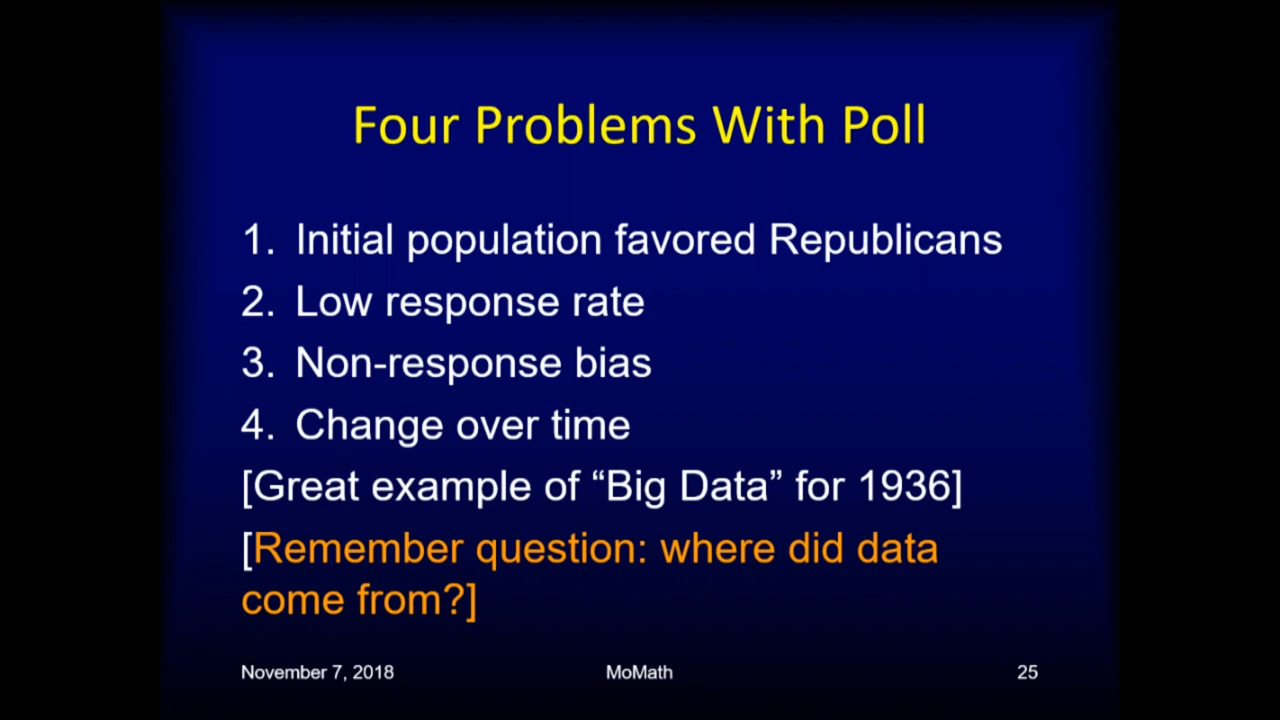 Four Problems With Poll
1. Initial population favored Republicans
2. Low response rate
3. Non-response bias
4. Change over time
[Great example of “Big Data” for 1936]
[Remember question: where did data
come from?]
November 7, 2018 MoMath 25